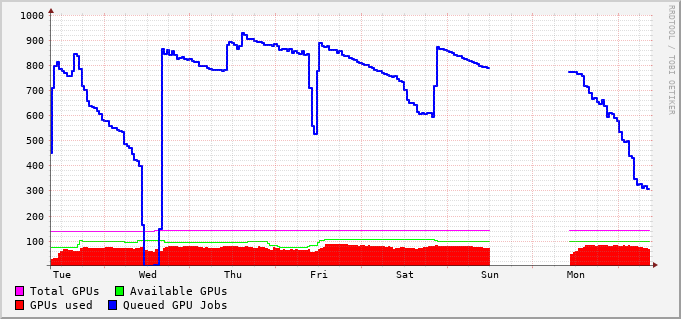 1000
900
800
700
600
500
400
300
200
100
Tue Wed Thu Fri Sat Sun Mon
Total GPUs Available GPUs
GPUs used Queued GPU Jobs
RRDTOOL / TOBI OETIKER